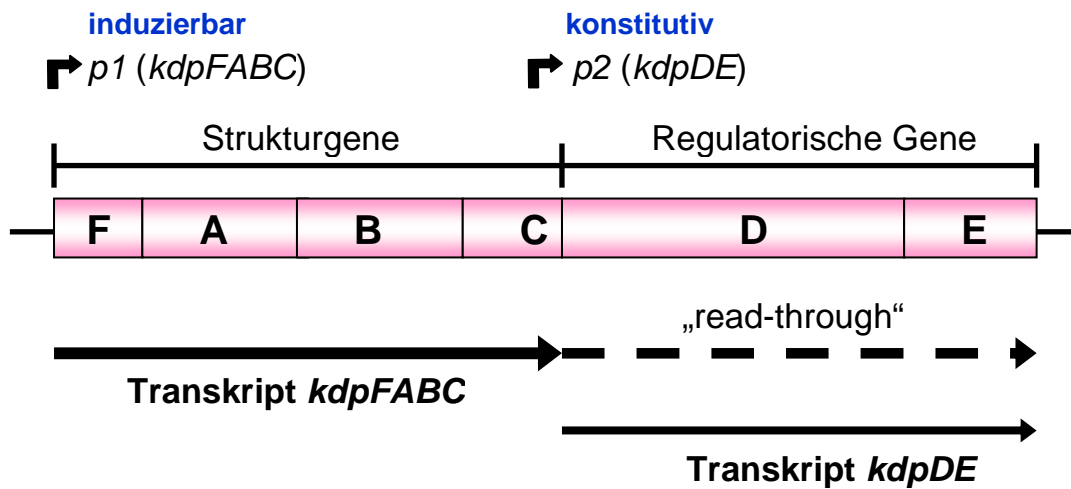 induzierbar
p1 (kdpFABC)
konstitutiv
p2 (kdpDE)
Strukturgene
Regulatorische Gene
F A B C D E
„read-through“
Transkript kdpFABC
Transkript kdpDE